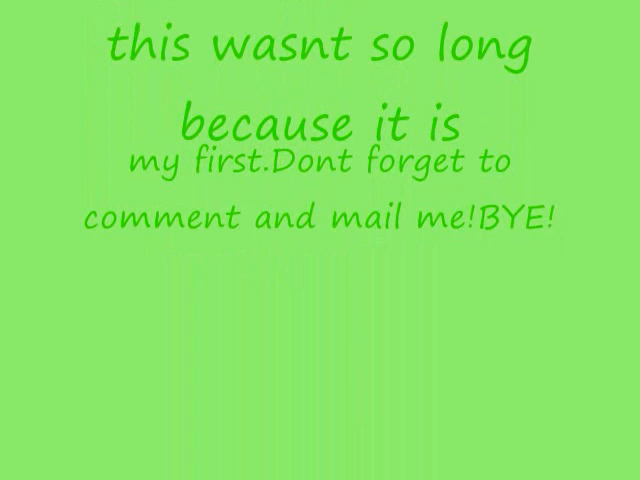 this wasnt so long
because it is
my first.Dont forget to
comment and mail me!BYE!